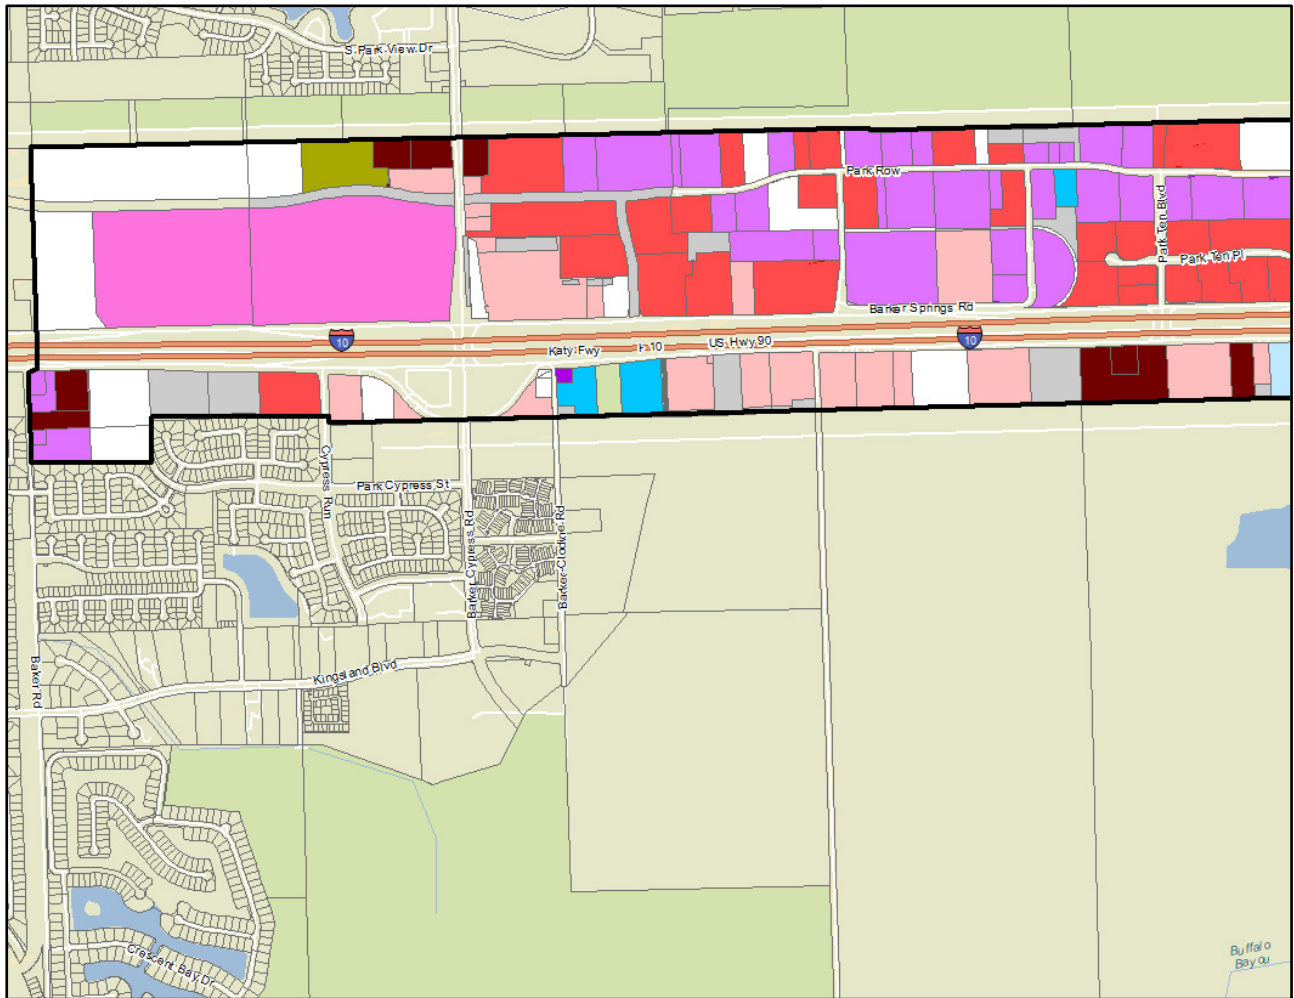 S Park View Dr
Park Row
Park Ten Blvd
Park Ten Pl
Barker Springs Rd
10
US Hwy 90
10
I-10
Katy Fwy
Cypress Run
Park Cypress St
Barker Cypress Rd
Barker-Clodine Rd
Baker Rd
Kingsland Blvd
Crescent Bay Dr
Buffalo
Bayou